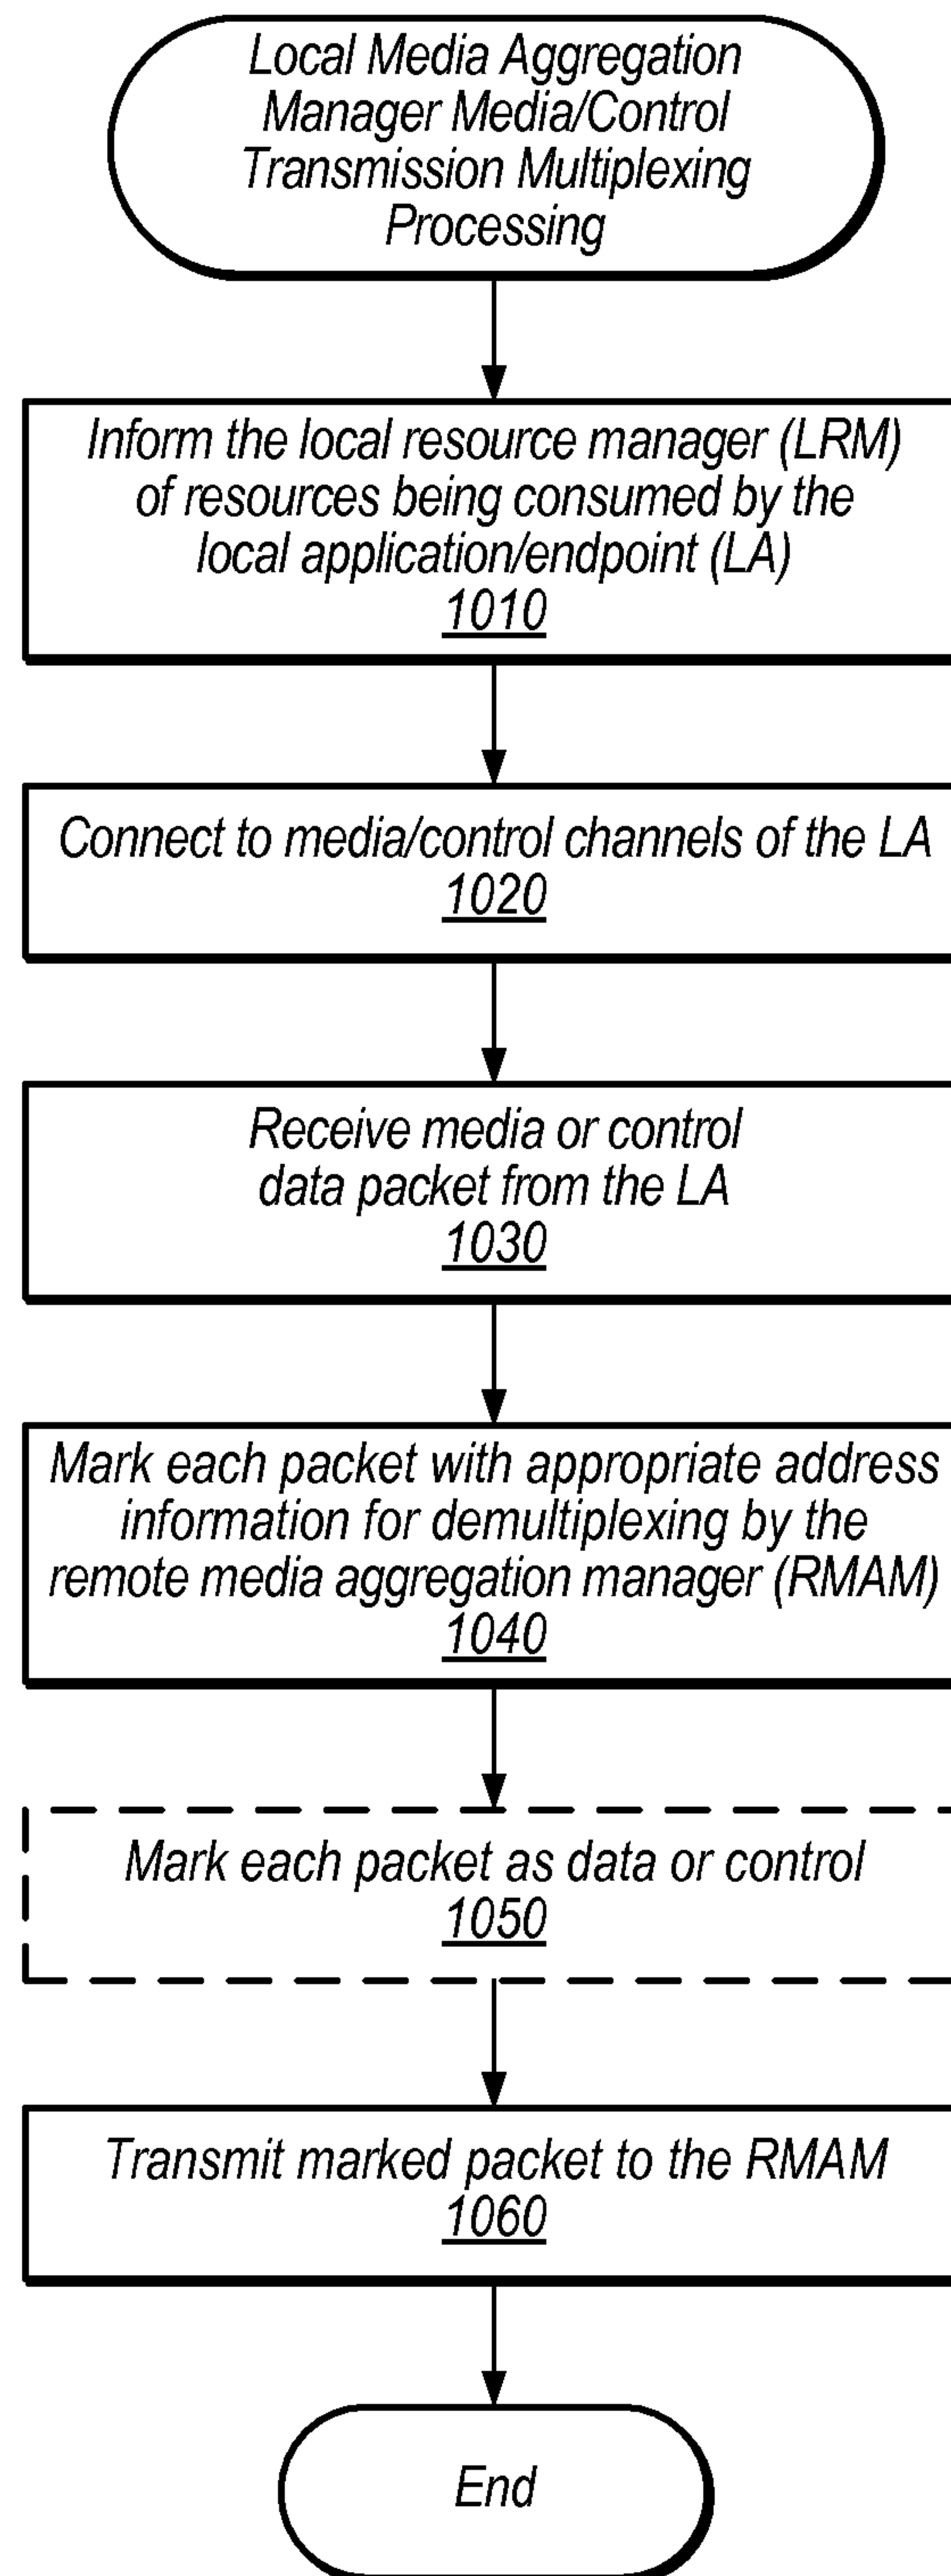 Local Media Aggregation
Manager Media/Control
Transmission Multiplexing
Processing
Inform the local resource manager (LRM)
of resources being consumed by the
local application/endpoint (LA)
1010
Connect to media/control channels of the LA
1020
Receive media or control
data packet from the LA
1030
Mark each packet with appropriate address
information for demultiplexing by the
remote media aggregation manager (RMAM)
1040
Mark each packet as data or control
1050
Transmit marked packet to the RMAM
1060
End